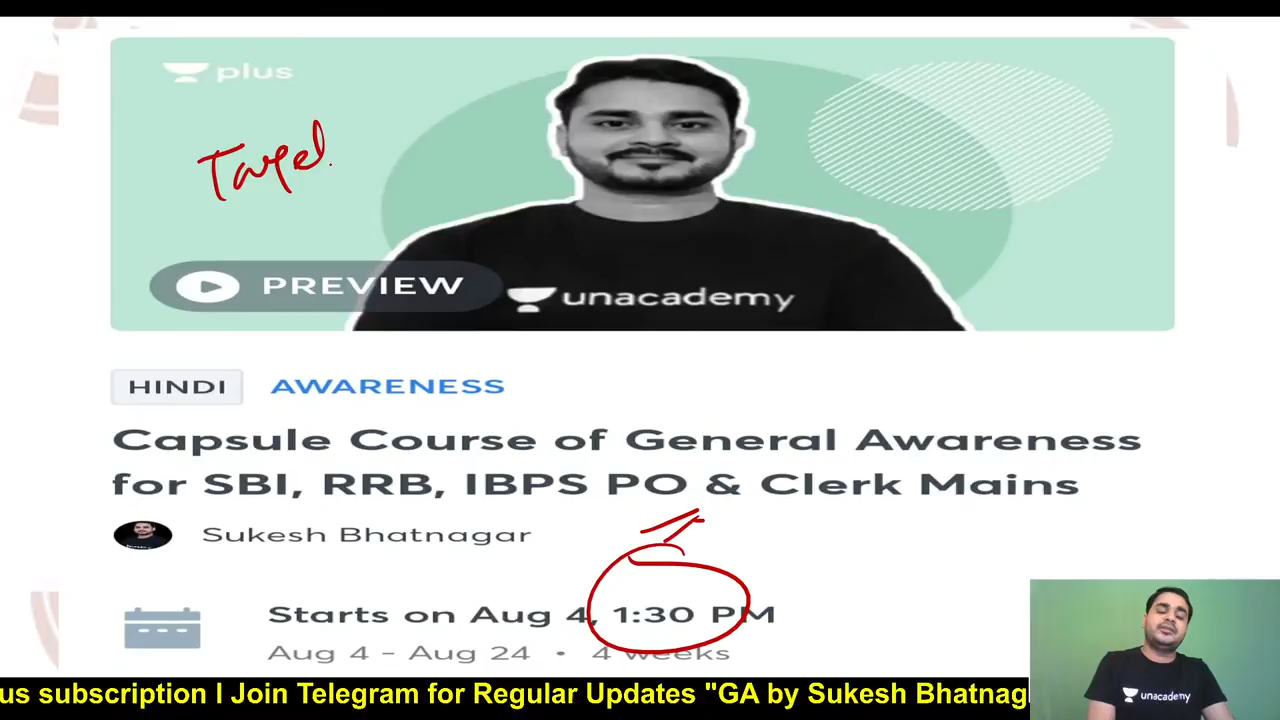 plus
PREVIEW
unacademy
HINDI AWARENESS
Capsule Course of General Awareness
for SBI, RRB, IBPS PO & Clerk Mains
Sukesh Bhatnagar
Starts on Aug 4, 1:30 PM
Aug 4 - Aug 24 • 4 weeks
unacademy
us subscription I Join Telegram for Regular Updates "GA by Sukesh Bhatnag